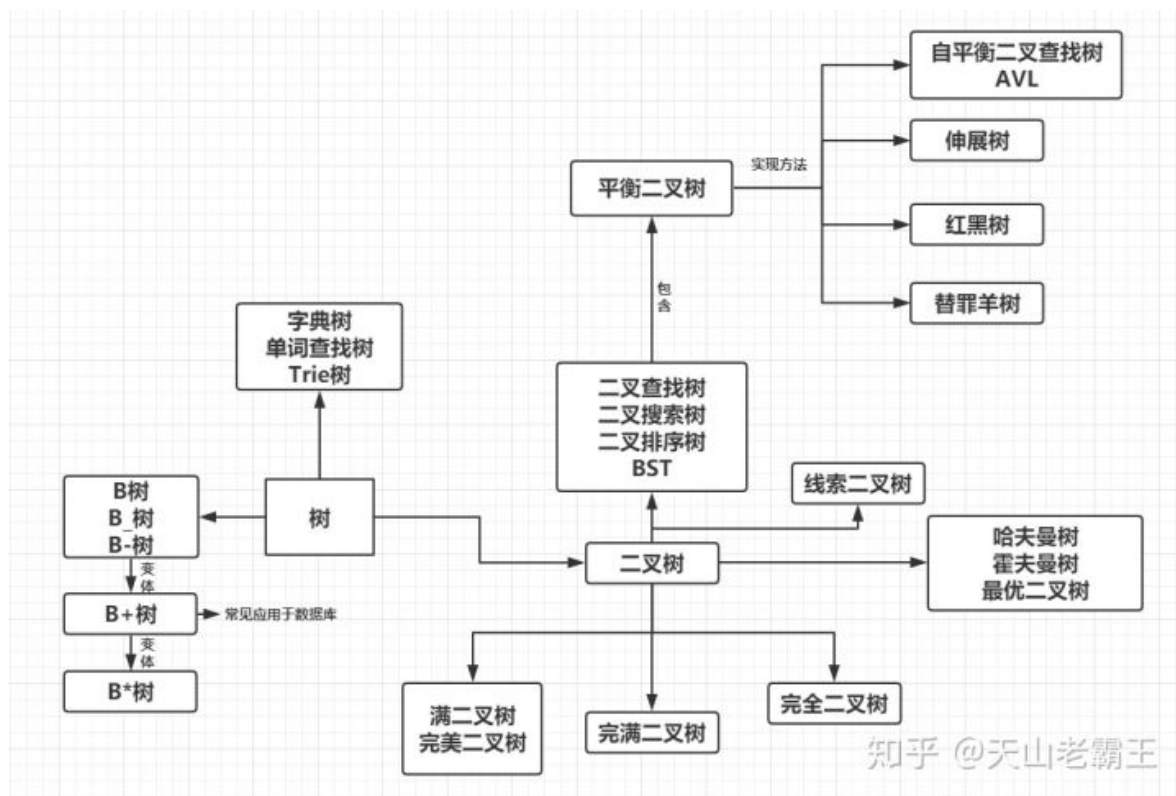 自平衡二叉查找树
AVL
伸展树
实现方法
平衡二叉树
红黑树
包
含
替罪羊树
字典树
单词查找树
Trie树
二叉查找树
二叉搜索树
二叉排序树
BST
线索二叉树
B树
B_树
B-树
树
哈夫曼树
霍夫曼树
最优二叉树
二叉树
变
体
B+树
常见应用于数据库
变
体
B*树
满二叉树
完美二叉树
完满二叉树
完全二叉树
知乎 @天山老霸王